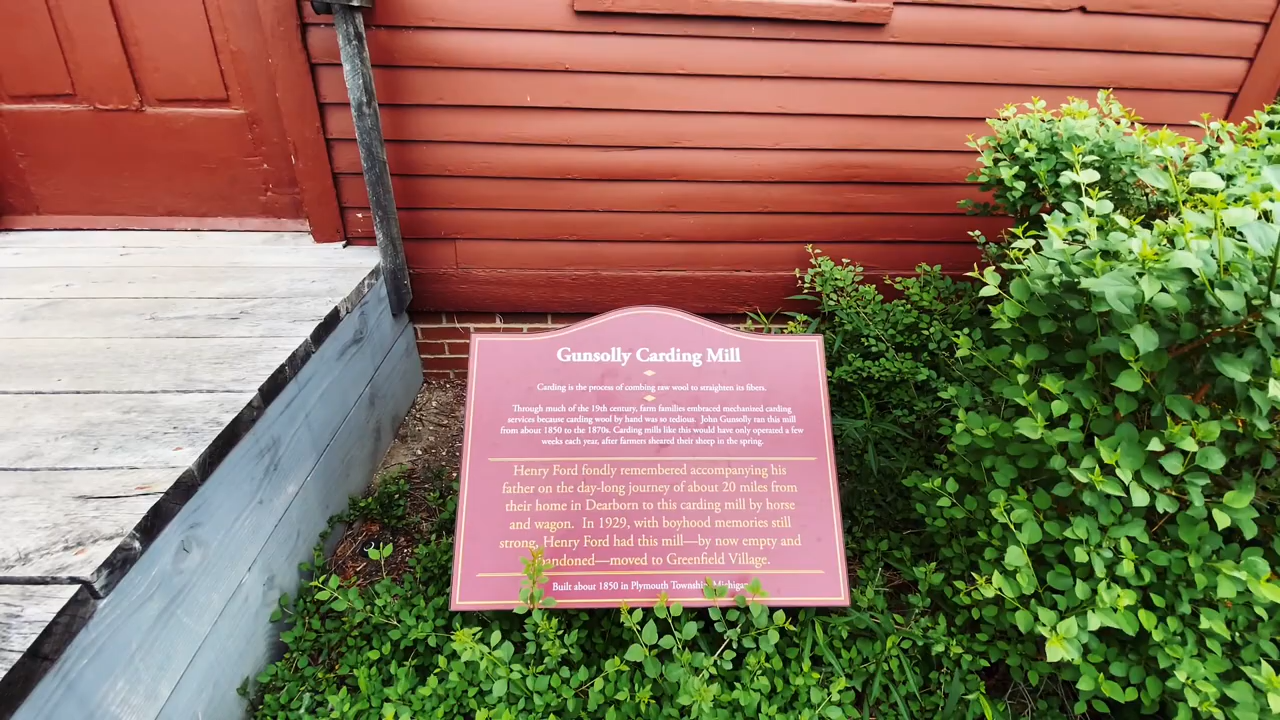 Gunsolly Carding Mill
Carding is the process of combing raw wool to straighten its fibers.
Through much of the 19th century, farm families embraced mechanized carding
services because carding wool by hand was so tedious. John Gunsolly ran this mill
from about 1850 to the 1870s. Carding mills like this would have only operated a few
weeks each year, after farmers sheared their sheep in the spring.
Henry Ford fondly remembered accompanying his
father on the day-long journey of about 20 miles from
their home in Dearborn to this carding mill by horse
and wagon. In 1929, with boyhood memories still
strong, Henry Ford had this mill—by now empty and
abandoned—moved to Greenfield Village.
Built about 1850 in Plymouth Township, Michigan